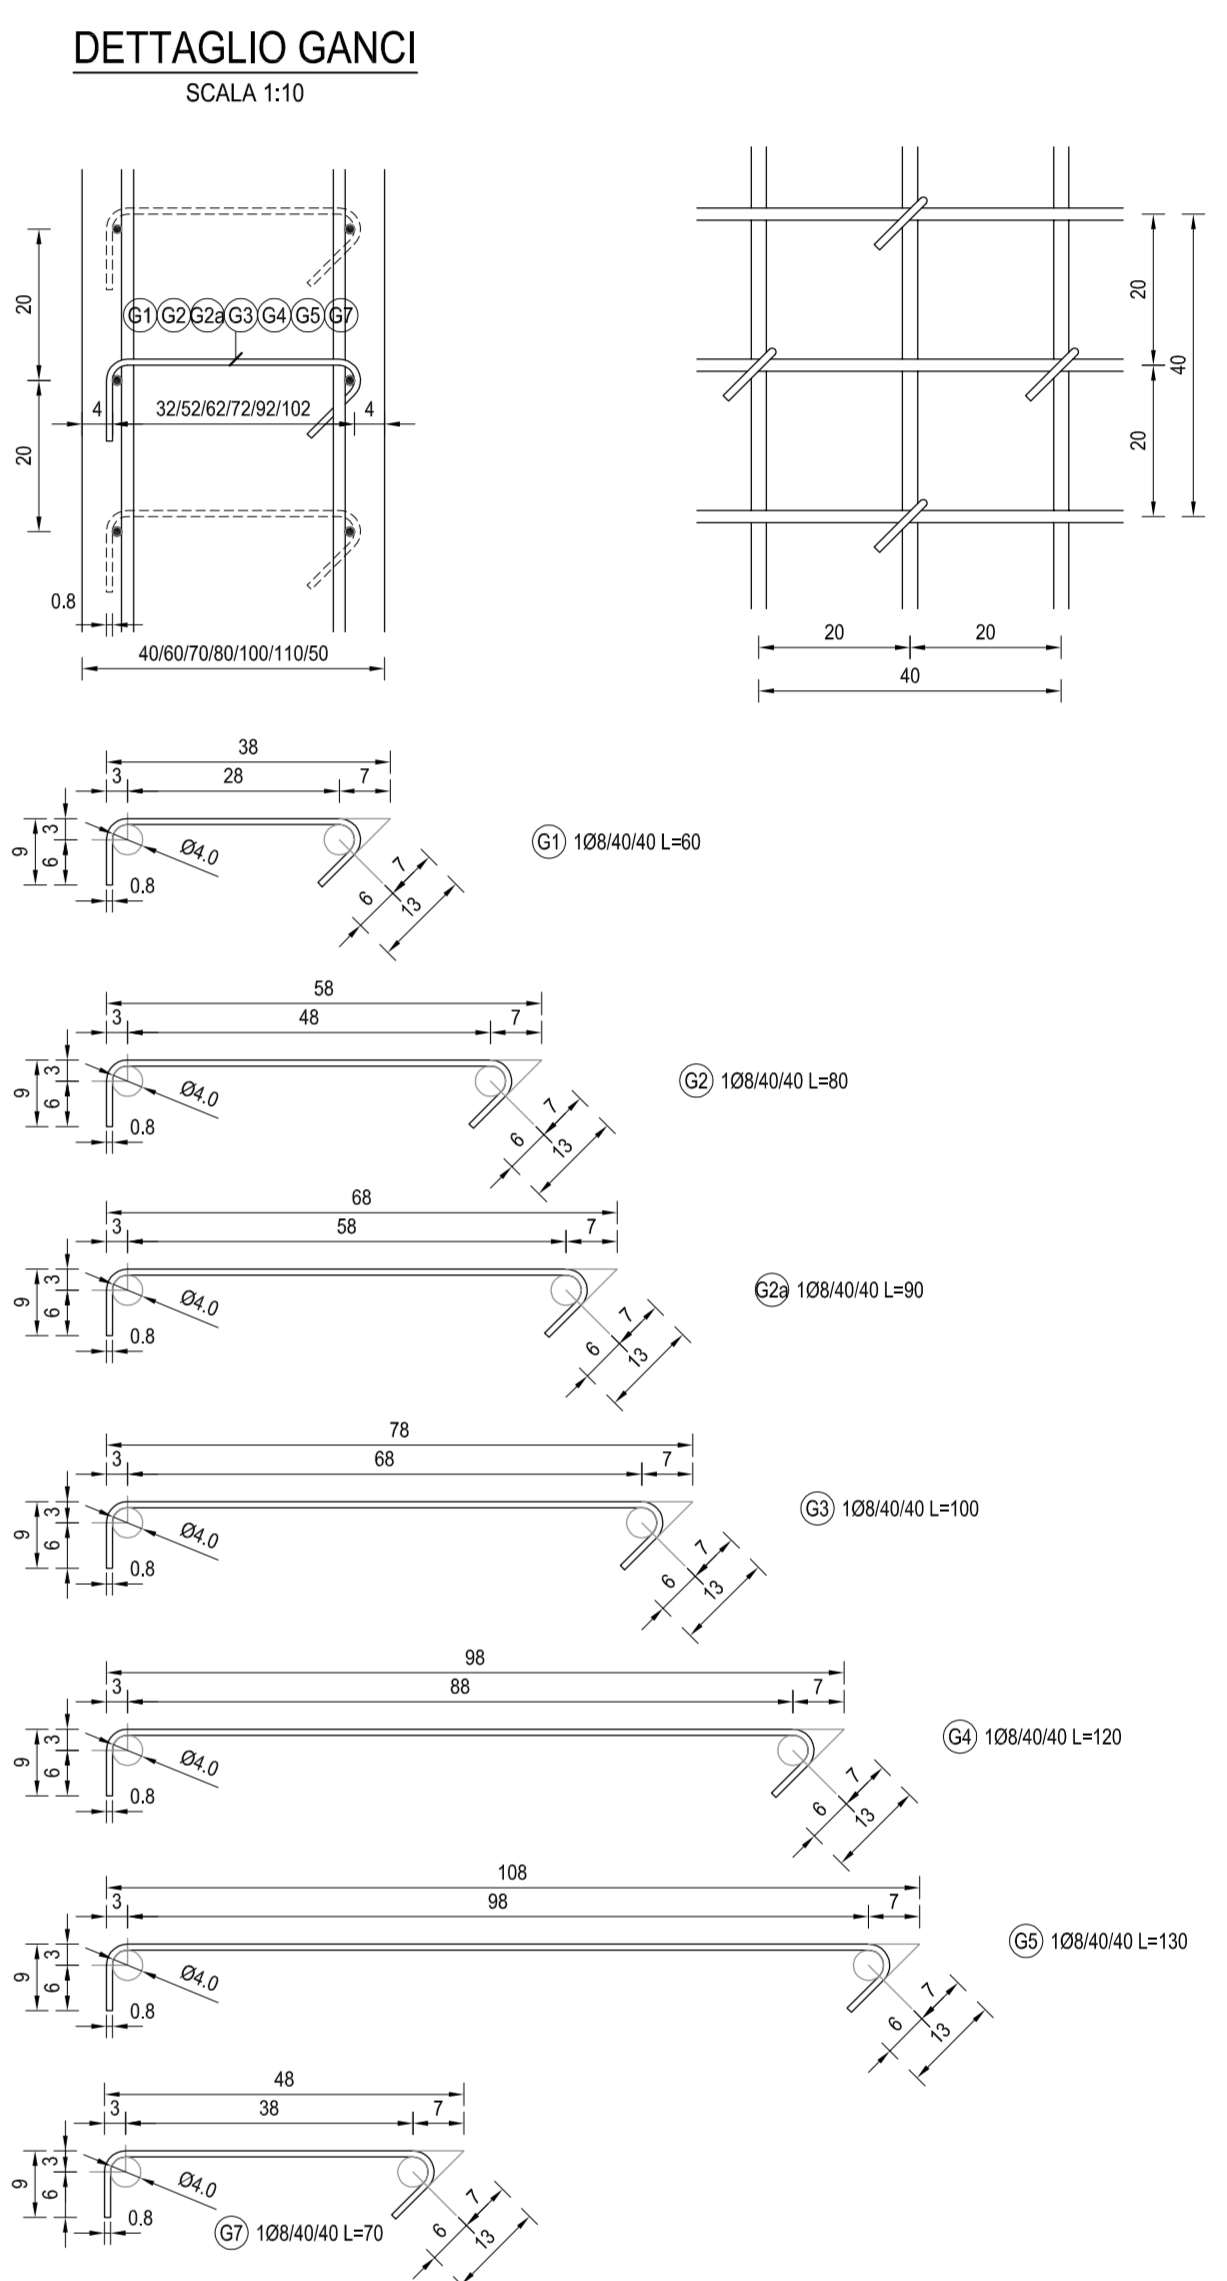 DETTAGLIO GANCI
SCALA 1:10
20
20
G1 G2 G2a G3 G4 G5 G7
4 32/52/62/72/92/102 4
0.8
40/60/70/80/100/110/50
20
20
40
20 20
40
38
3 28 7
9 3 6 Ø4.0 0.8
7 6 13
G1 1Ø8/40/40 L=60
58
3 48 7
9 3 6 Ø4.0 0.8
7 6 13
G2 1Ø8/40/40 L=80
68
3 58 7
9 3 6 Ø4.0 0.8
7 6 13
G2a 1Ø8/40/40 L=90
78
3 68 7
9 3 6 Ø4.0 0.8
7 6 13
G3 1Ø8/40/40 L=100
98
3 88 7
9 3 6 Ø4.0 0.8
7 6 13
G4 1Ø8/40/40 L=120
108
3 98 7
9 3 6 Ø4.0 0.8
7 6 13
G5 1Ø8/40/40 L=130
48
3 38 7
9 3 6 Ø4.0 0.8
7 6 13
G7 1Ø8/40/40 L=70